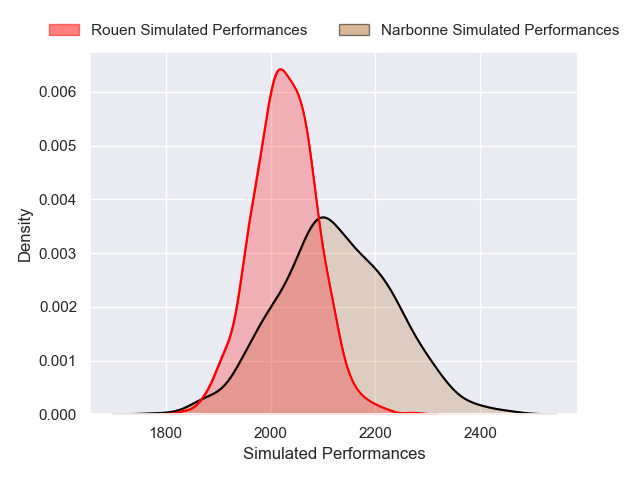 Rouen Simulated Performances Narbonne Simulated Performances
0.006
0.005
0.004
0.003
0.002
0.001
0.000
Density
1800 2000 2200 2400
Simulated Performances